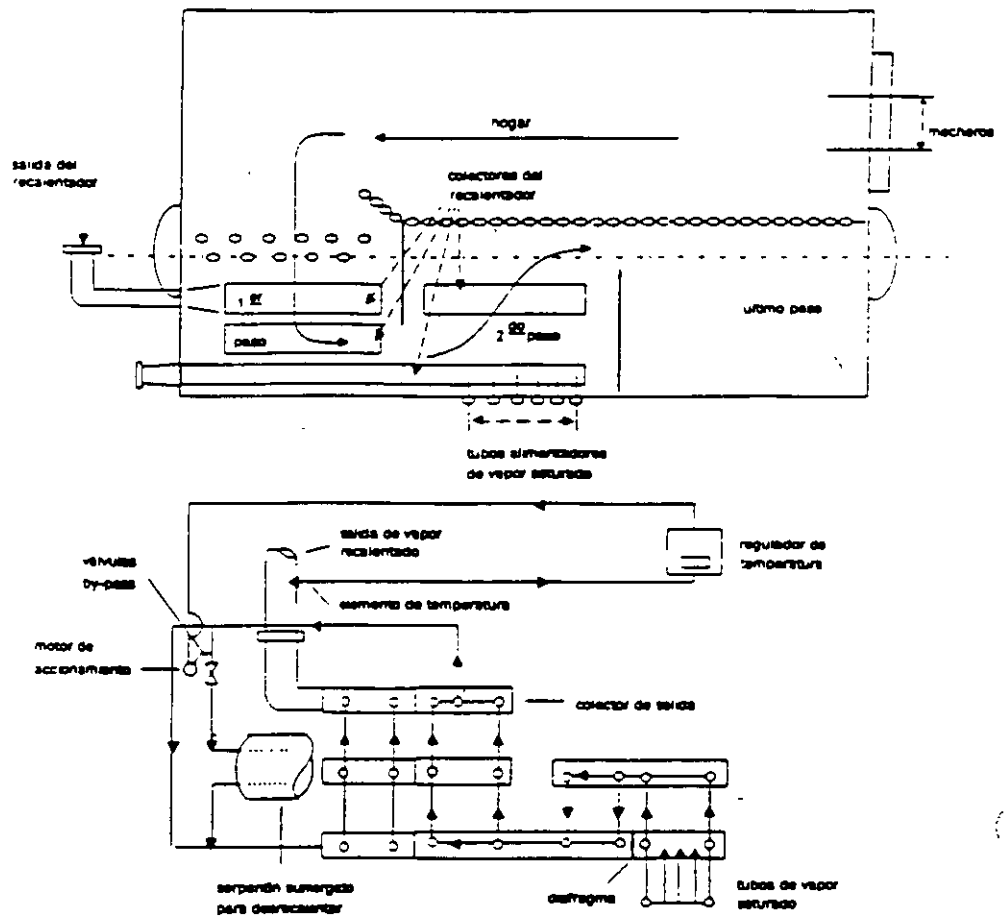 hogar
mecheros
salida del
recalentador
colectores del
recalentador
1 er
paso
2 do paso
ultimo paso
tubos alimentadores
de vapor saturado
salida de vapor
recalentado
regulador de
temperatura
valvulas
by-pass
elemento de temperatura
motor de
accionamiento
colector de salida
serpentín sumergido
para desrecalentar
diafragma
tubos de vapor
saturado